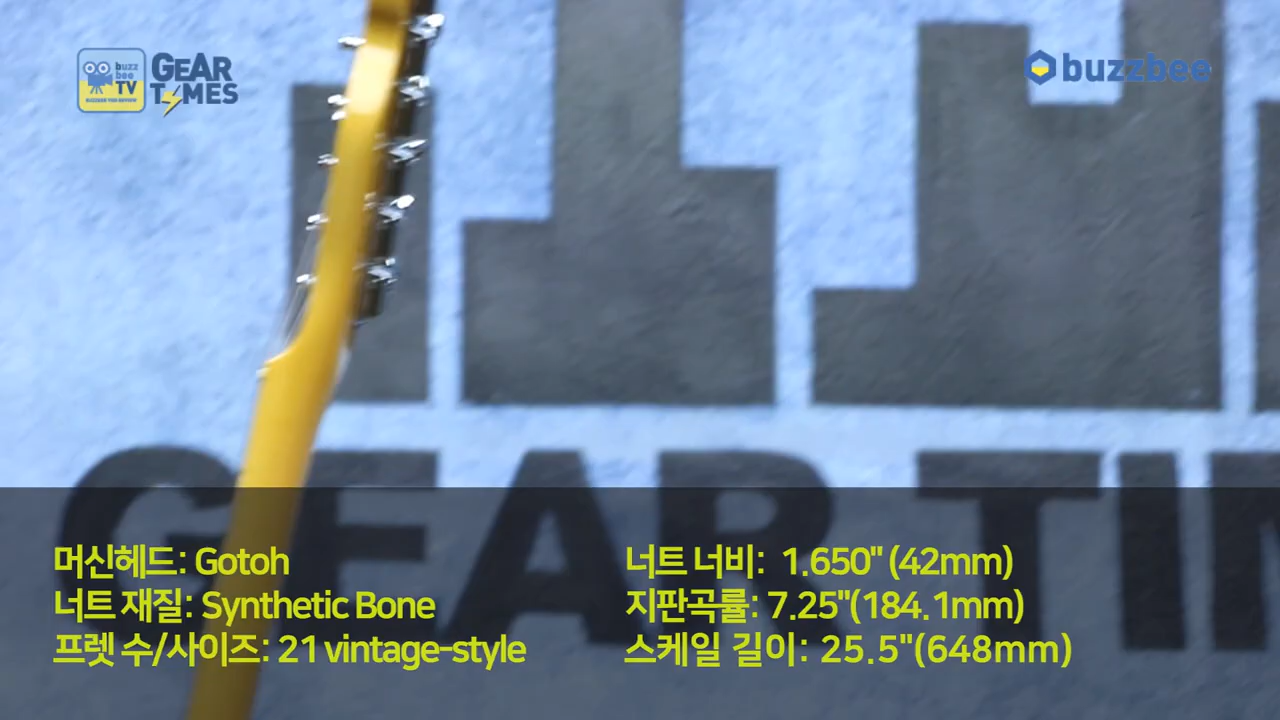 buzz
bee
TV
GEAR
TIMES
buzzbee
GEAR TIM
머신헤드: Gotoh
너트 재질: Synthetic Bone
프렛 수/사이즈: 21 vintage-style
너트 너비: 1.650" (42mm)
지판곡률: 7.25"(184.1mm)
스케일 길이: 25.5"(648mm)